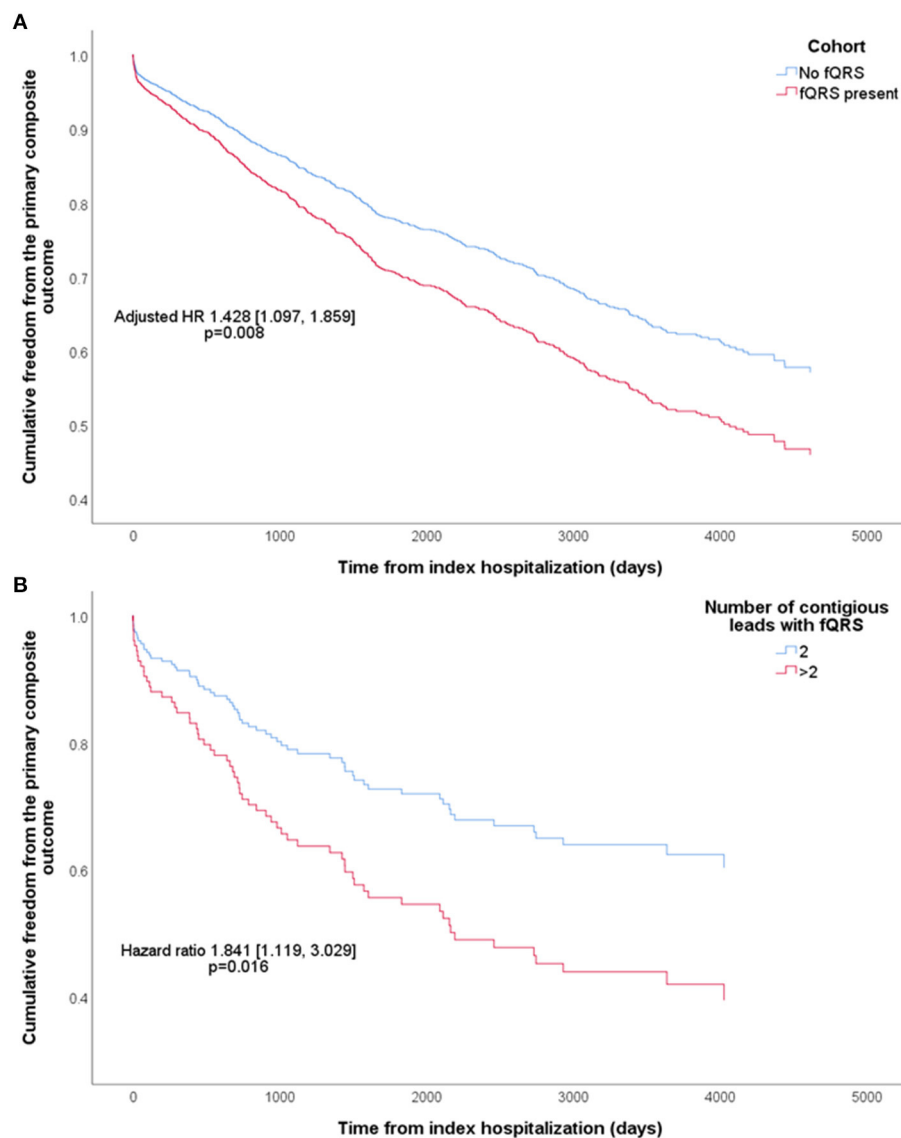 A
Cohort
No fQRS
fQRS present
1.0
0.9
0.8
0.7
0.6
0.5
0.4
Cumulative freedom from the primary composite
outcome
Adjusted HR 1.428 [1.097, 1.859]
p=0.008
0 1000 2000 3000 4000 5000
Time from index hospitalization (days)
B
Number of contigious
leads with fQRS
2
>2
1.0
0.8
0.6
0.4
Cumulative freedom from the primary composite
outcome
Hazard ratio 1.841 [1.119, 3.029]
p=0.016
0 1000 2000 3000 4000 5000
Time from index hospitalization (days)